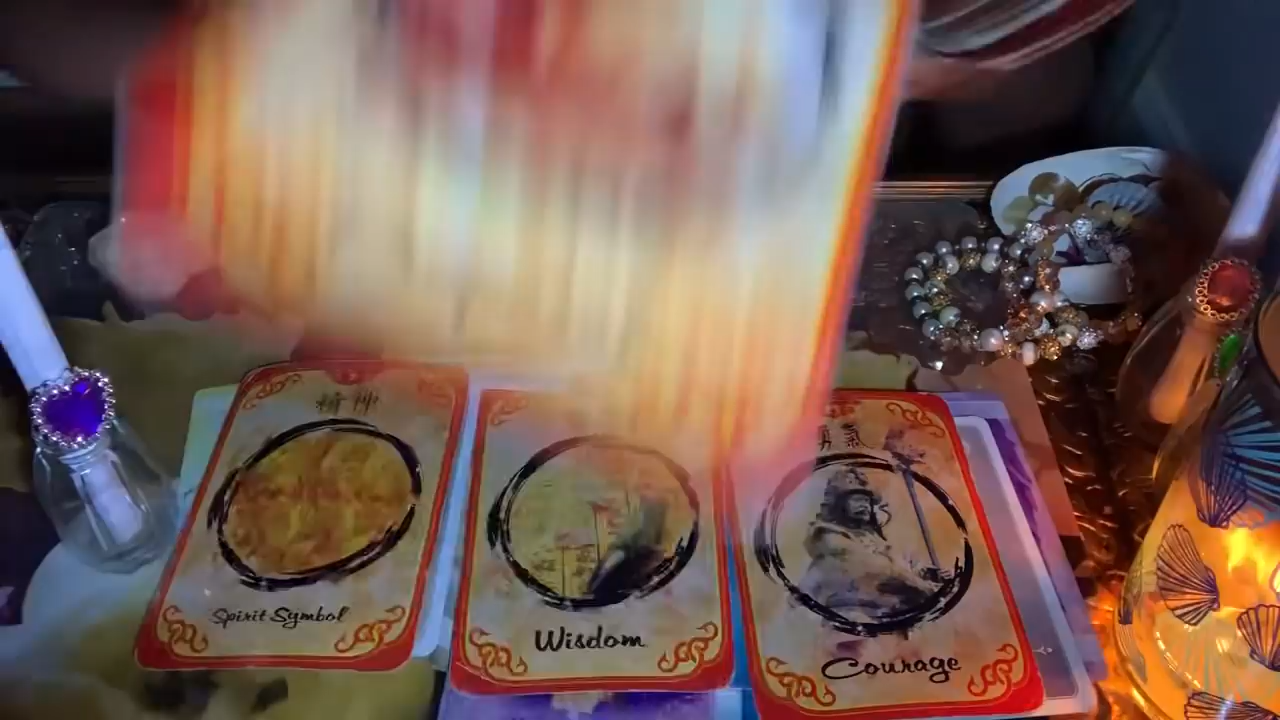 精神
Spirit Symbol
Wisdom
勇氣
Courage